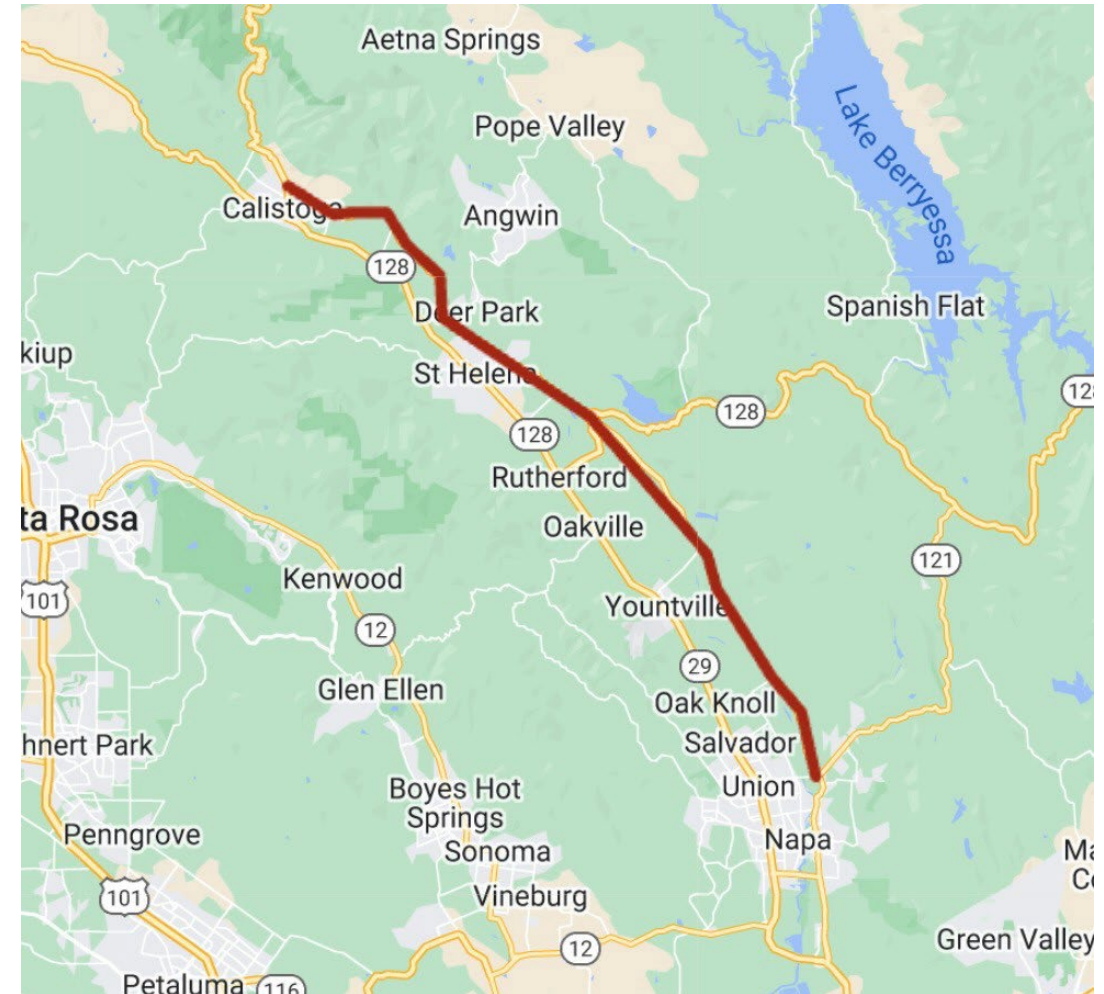 Aetna Springs
Pope Valley
Lake Berryessa
Calistoga
Angwin
128
Deer Park
Spanish Flat
kiup
St Helena
128
128
128
Rutherford
ta Rosa
Oakville
121
Kenwood
101
Yountville
12
29
Glen Ellen
Oak Knoll
hnert Park
Salvador
Boyes Hot
Springs
Union
Penngrove
Napa
Sonoma
Ma
Co
101
Vineburg
12
Green Valley
Petaluma
116